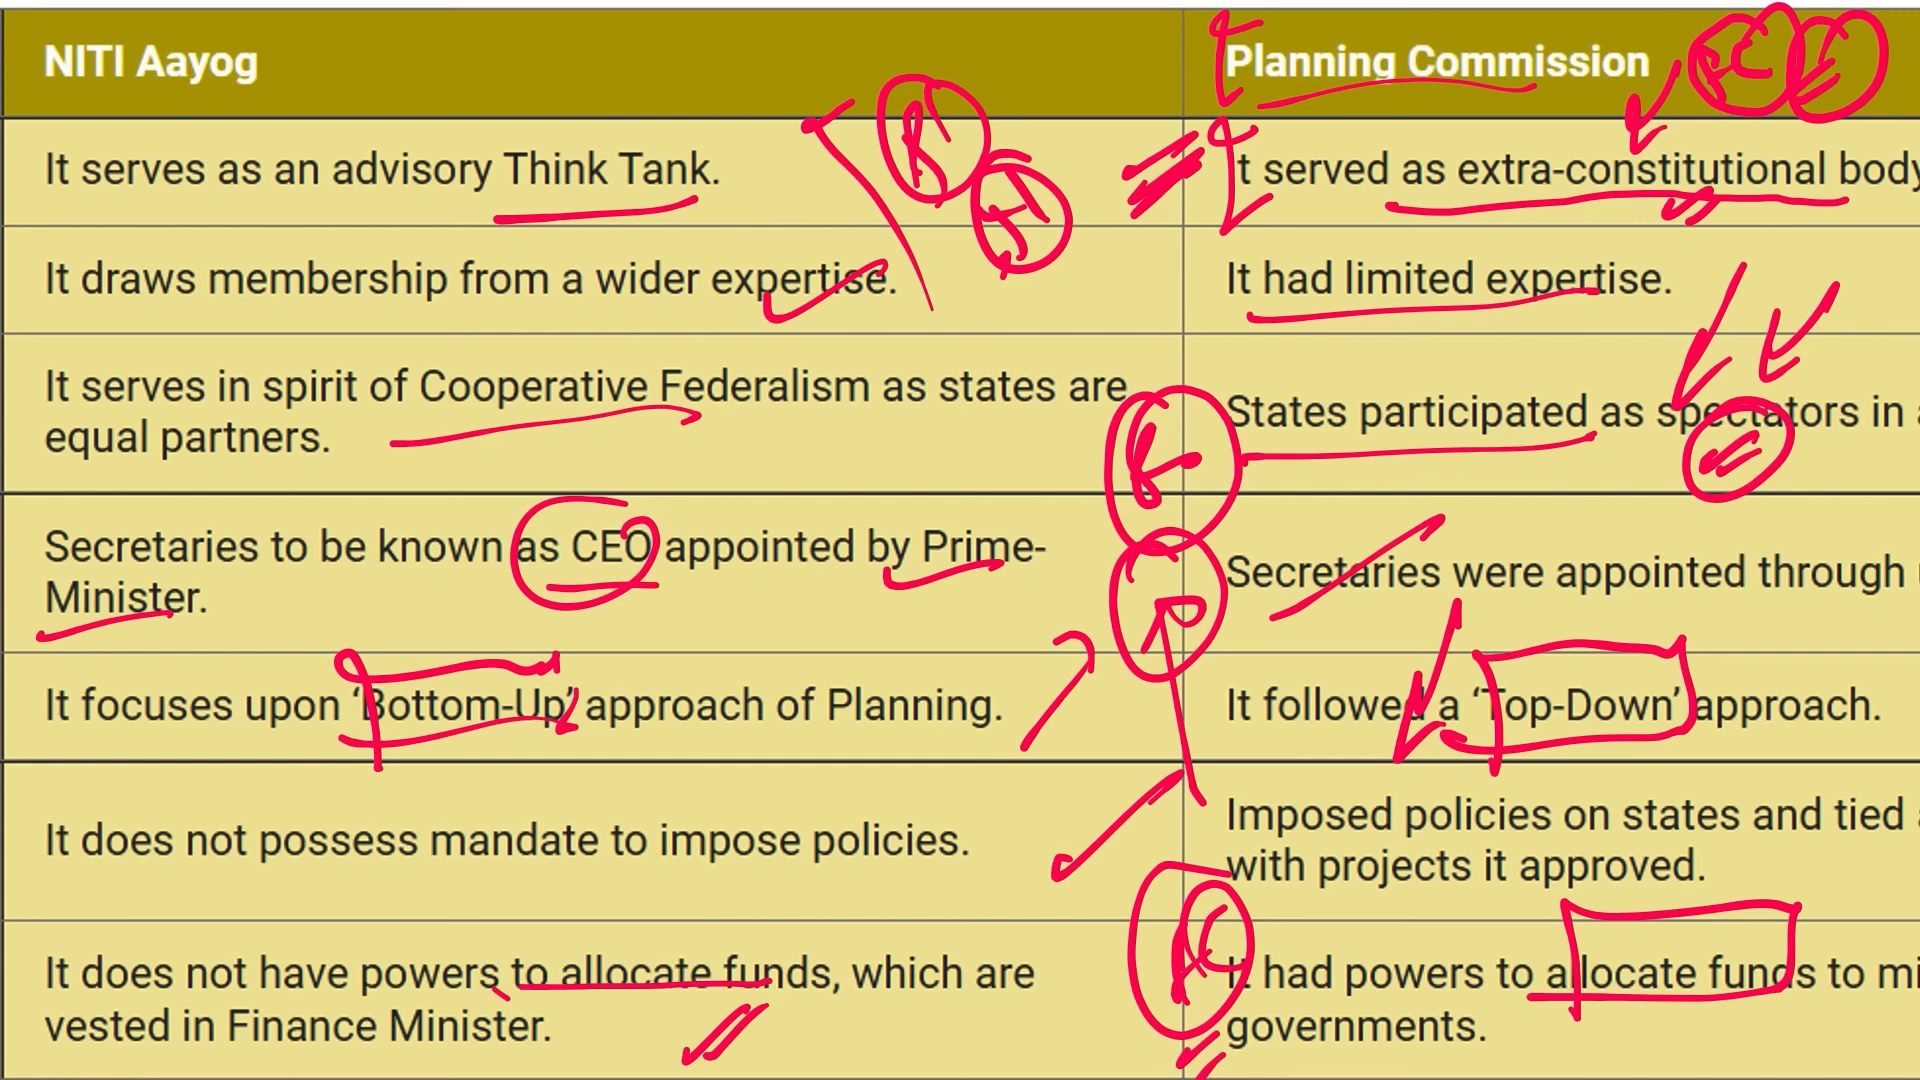 NITI Aayog
Planning Commission
It serves as an advisory Think Tank.
It served as extra-constitutional body
It draws membership from a wider expertise.
It had limited expertise.
It serves in spirit of Cooperative Federalism as states are
equal partners.
States participated as spectators in
Secretaries to be known as CEO appointed by Prime-
Minister.
Secretaries were appointed through
It focuses upon ‘Bottom-Up’ approach of Planning.
It followed a ‘Top-Down’ approach.
It does not possess mandate to impose policies.
Imposed policies on states and tied
with projects it approved.
It does not have powers to allocate funds, which are
vested in Finance Minister.
It had powers to allocate funds to
governments.